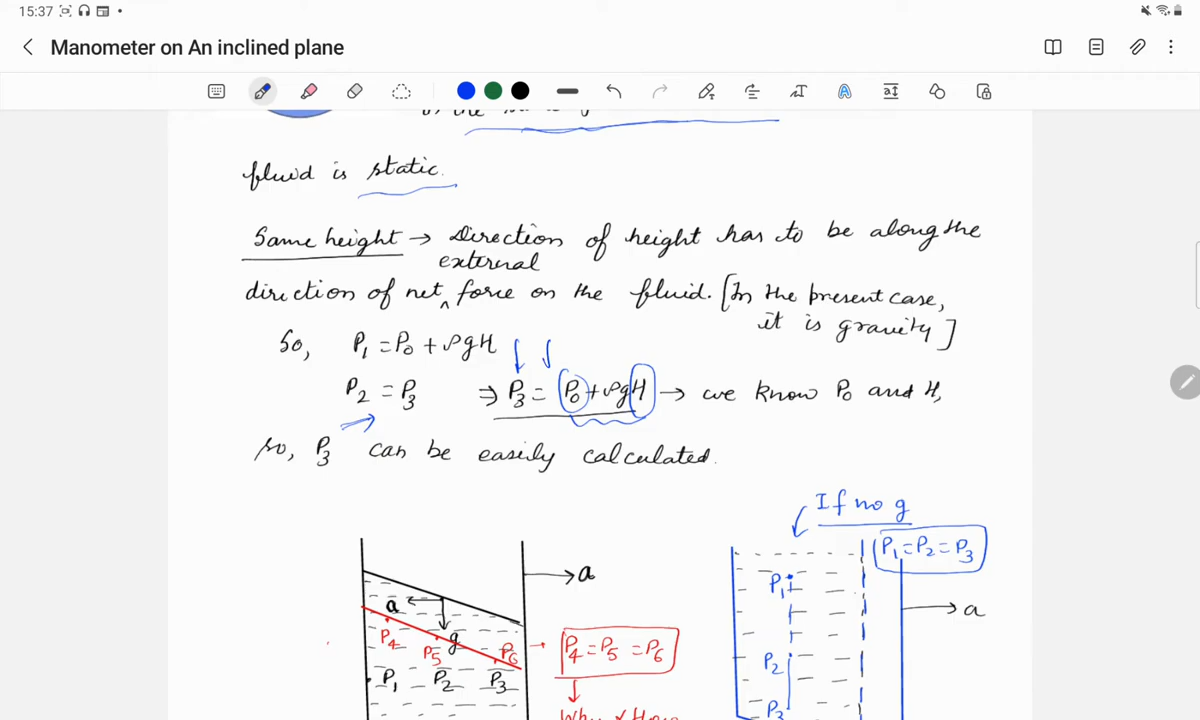 15:37
Manometer on An inclined plane
fluid is static.
Same height → Direction of height has to be along the
external
direction of net ^ force on the fluid. [In the present case,
it is gravity]
So, P₁ = P₀ + ρgH
P₂ = P₃ ⇒ P₃ = P₀ + ρgH → we know P₀ and H,
so, P₃ can be easily calculated.
If no g
P₁ = P₂ = P₃
a
a
g
P₄
P₅
P₆
P₄ = P₅ = P₆
P₁ P₂ P₃
P₁
a
P₂
P₃